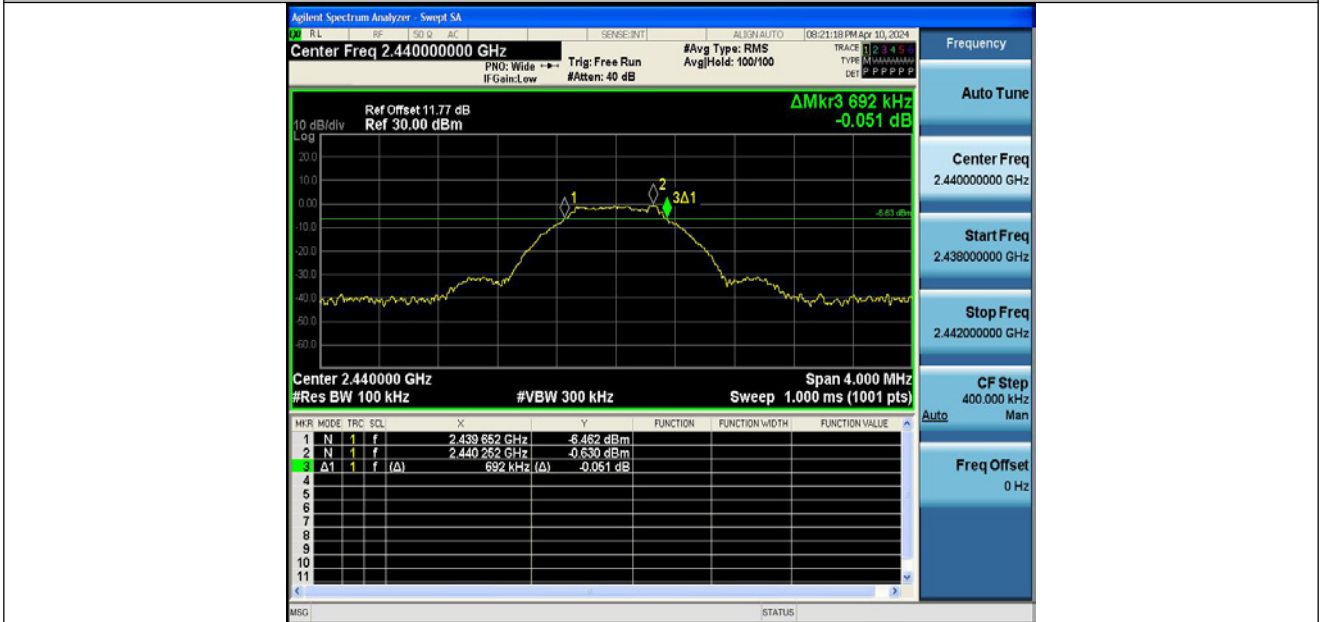 Agilent Spectrum Analyzer - Swept SA
RL RF 50 Ω AC SENSE:INT ALIGN AUTO 08:21:18 PM Apr 10, 2024
Center Freq 2.440000000 GHz
PNO: Wide
IFGain:Low
Trig: Free Run
#Atten: 40 dB
#Avg Type: RMS
Avg|Hold: 100/100
TRACE 1 2 3 4 5 6
TYPE MWWWWW
DET P P P P P P
Frequency
Auto Tune
Center Freq
2.440000000 GHz
Start Freq
2.438000000 GHz
Stop Freq
2.442000000 GHz
CF Step
400.000 kHz
Auto Man
Freq Offset
0 Hz
ΔMkr3 692 kHz
-0.051 dB
Ref Offset 11.77 dB
10 dB/div Ref 30.00 dBm
Log
20.0
10.0
0.00
-10.0
-20.0
-30.0
-40.0
-50.0
-60.0
1
2
3Δ1
-6.63 dBm
Center 2.440000 GHz Span 4.000 MHz
#Res BW 100 kHz #VBW 300 kHz Sweep 1.000 ms (1001 pts)
MKR MODE TRC SCL X Y FUNCTION FUNCTION WIDTH FUNCTION VALUE
1 N 1 f 2.439 652 GHz -6.462 dBm
2 N 1 f 2.440 252 GHz -0.630 dBm
3 Δ1 1 f (Δ) 692 kHz (Δ) -0.051 dB
4
5
6
7
8
9
10
11
MSG STATUS